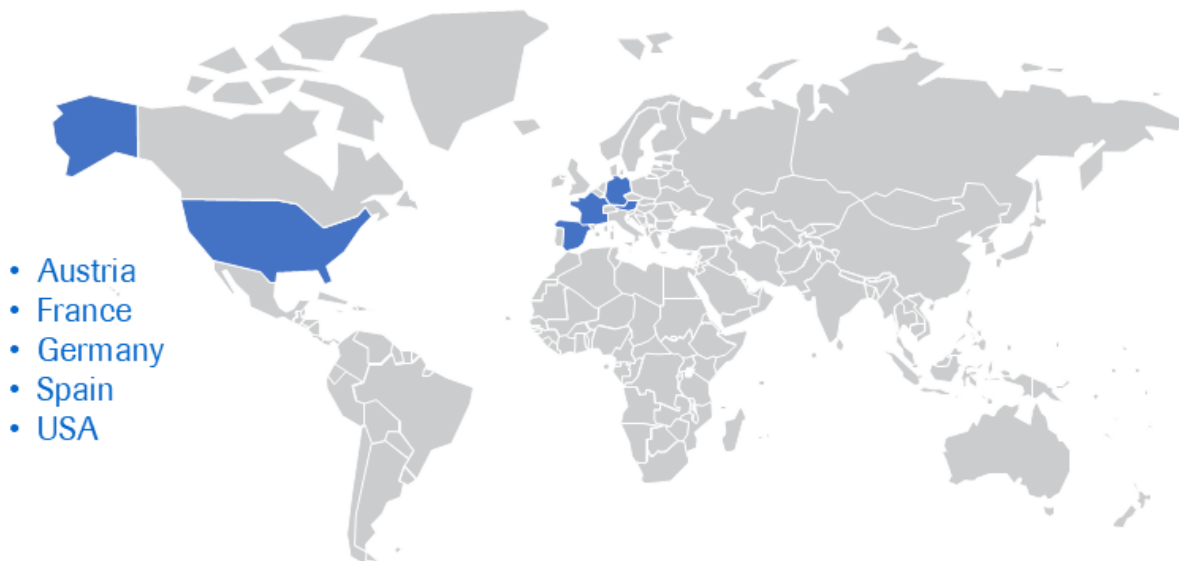 • Austria
• France
• Germany
• Spain
• USA